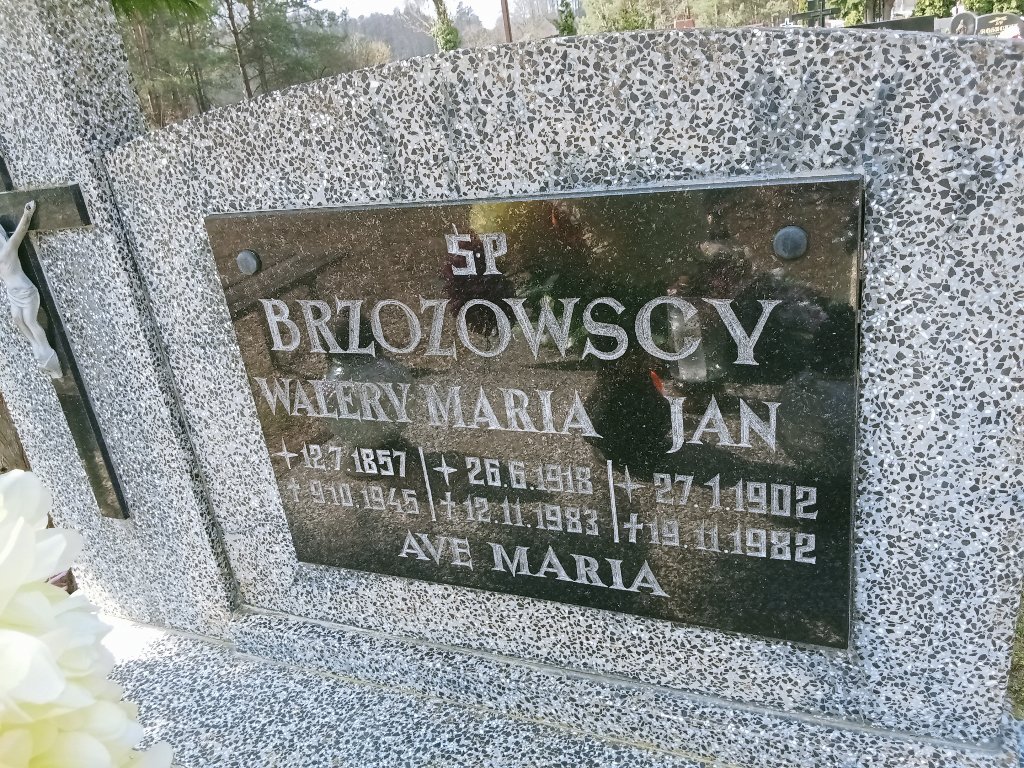 Ś.P
BRZOZOWSCY
WALERY MARIA JAN
12.7.1857 26.6.1918 27.1.1902
9.10.1945 12.11.1983 19.11.1982
AVE MARIA